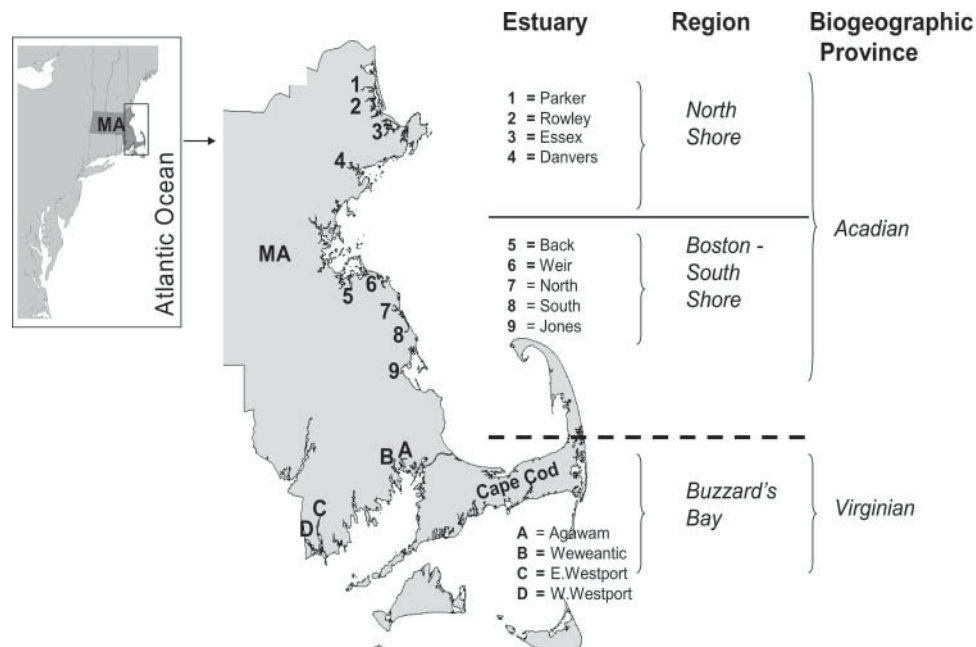 Estuary
Region
Biogeographic
Province
MA
Atlantic Ocean
1
2
3
4
MA
5
6
7
8
9
B
A
C
D
Cape Cod
1 = Parker
2 = Rowley
3 = Essex
4 = Danvers
North
Shore
5 = Back
6 = Weir
7 = North
8 = South
9 = Jones
Boston -
South
Shore
Acadian
A = Agawam
B = Weweantic
C = E.Westport
D = W.Westport
Buzzard's
Bay
Virginian